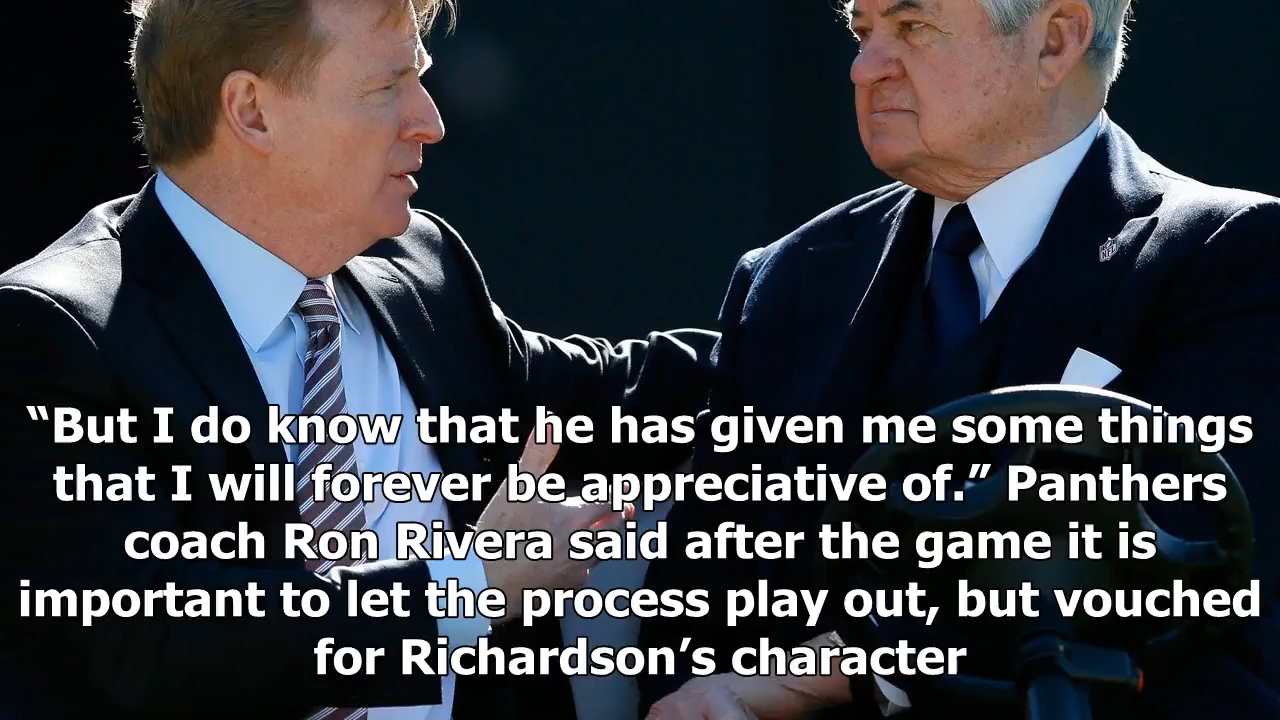 “But I do know that he has given me some things
that I will forever be appreciative of.” Panthers
coach Ron Rivera said after the game it is
important to let the process play out, but vouched
for Richardson’s character
NFL